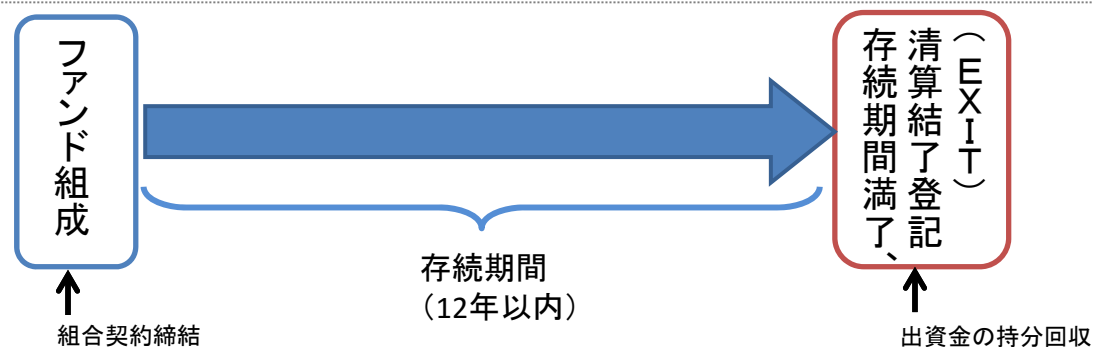 ファンド組成
存続期間満了、
清算結了登記
（ＥＸＩＴ）
存続期間
（12年以内）
組合契約締結
出資金の持分回収